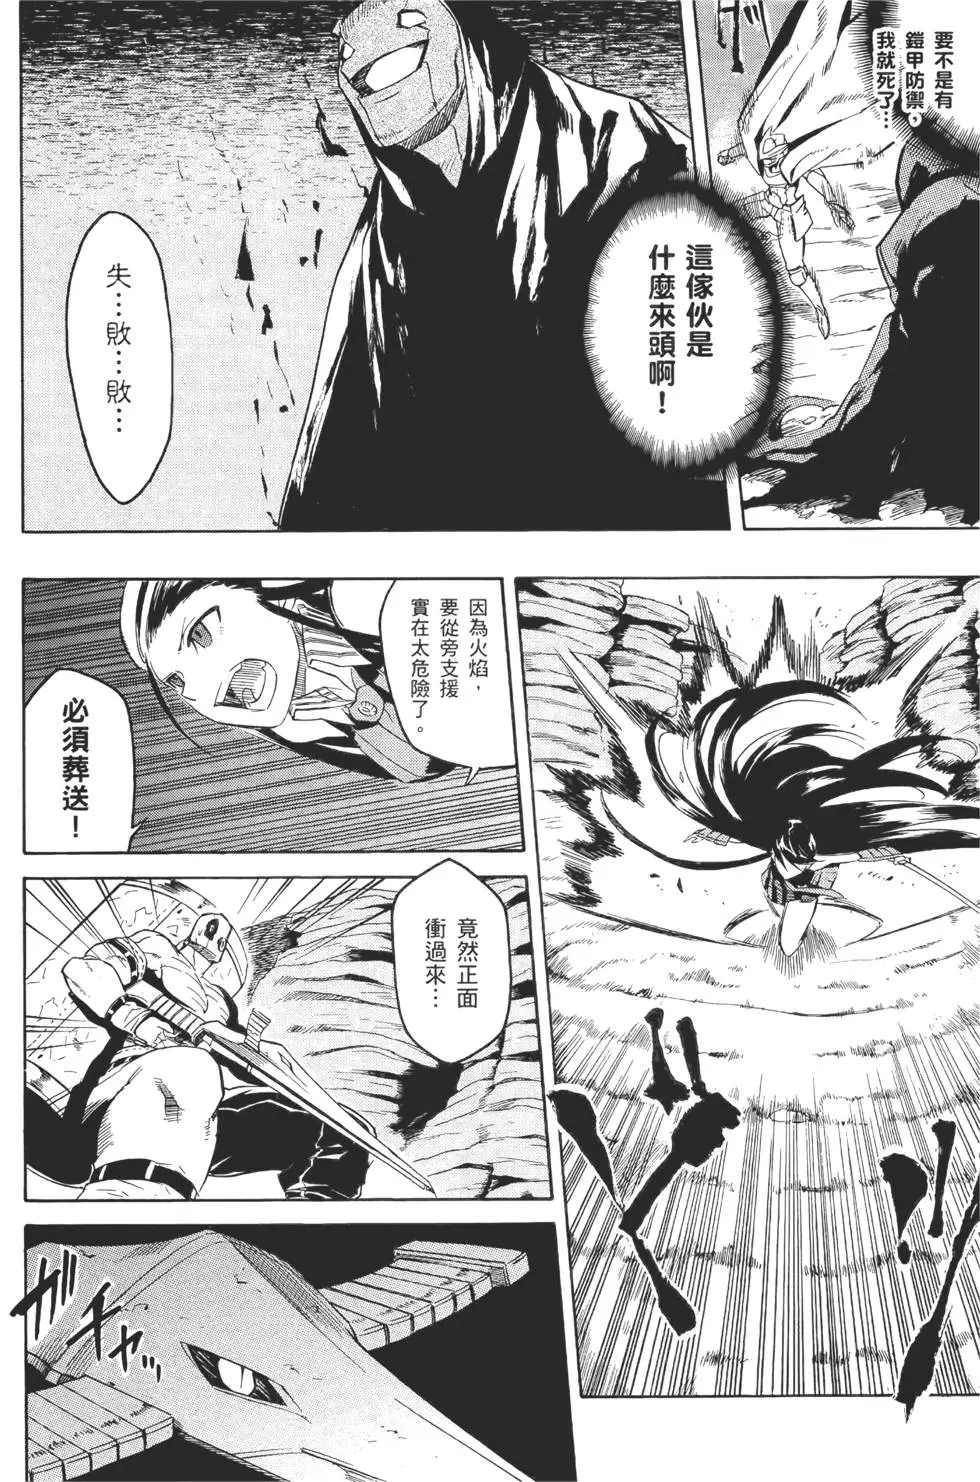 要不是有
鎧甲防禦，
我就死了…
這傢伙是
什麼來頭啊！
失…敗…敗…
因為火焰，
要從旁支援
實在太危險了。
必須葬送！
竟然正面
衝過來…
ガチャッ